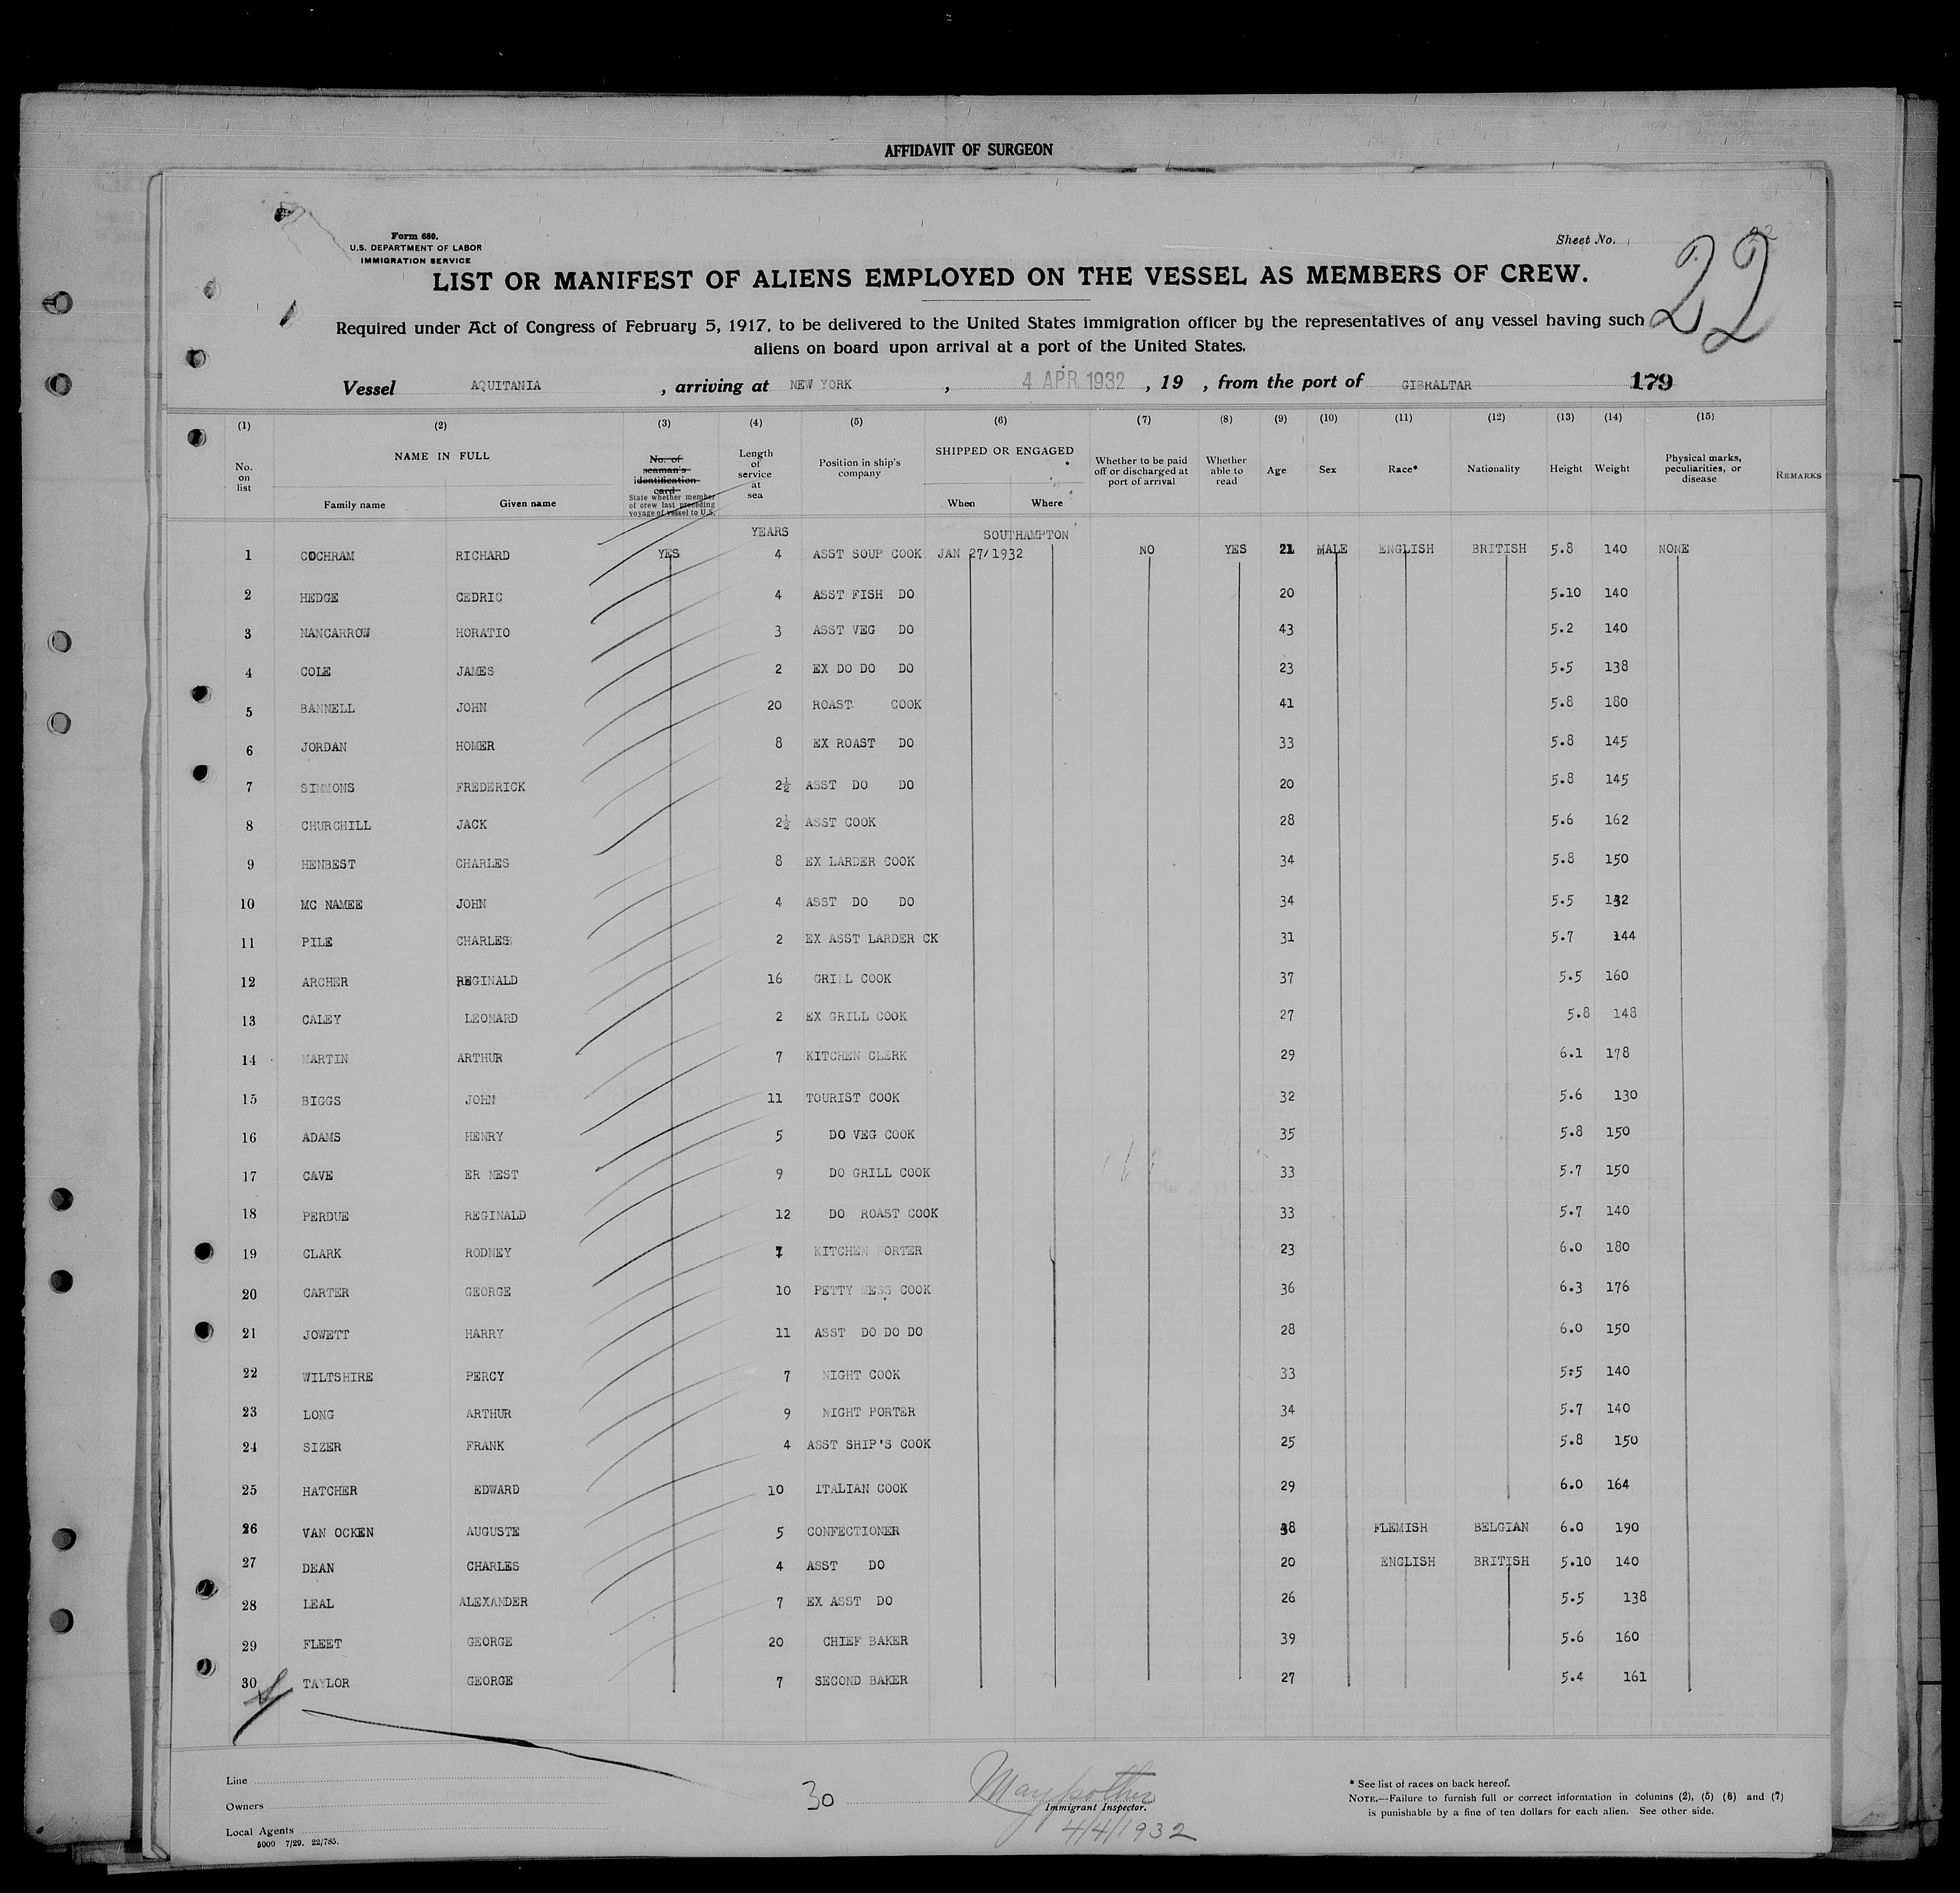 AFFIDAVIT OF SURGEON
Form 680.
U.S. DEPARTMENT OF LABOR
IMMIGRATION SERVICE
Sheet No. 22
22
LIST OR MANIFEST OF ALIENS EMPLOYED ON THE VESSEL AS MEMBERS OF CREW.
Required under Act of Congress of February 5, 1917, to be delivered to the United States immigration officer by the representatives of any vessel having such
aliens on board upon arrival at a port of the United States.
Vessel AQUITANIA , arriving at NEW YORK , 4 APR 1932 , 19 , from the port of GIBRALTAR 179
(1) (2) (3) (4) (5) (6) (7) (8) (9) (10) (11) (12) (13) (14) (15)
No. on list
NAME IN FULL
Family name Given name
No. of seaman's identification card
State whether member of crew last preceding voyage of vessel to U.S.
Length of service at sea
Position in ship's company
SHIPPED OR ENGAGED
When Where
Whether to be paid off or discharged at port of arrival
Whether able to read
Age
Sex
Race*
Nationality
Height
Weight
Physical marks, peculiarities, or disease
REMARKS
YEARS SOUTHAMPTON
1 COCHRAM RICHARD YES 4 ASST SOUP COOK JAN 27/1932 NO YES 21 MALE ENGLISH BRITISH 5.8 140 NONE
2 HEDGE CEDRIC 4 ASST FISH DO 20 5.10 140
3 NANCARROW HORATIO 3 ASST VEG DO 43 5.2 140
4 COLE JAMES 2 EX DO DO DO 23 5.5 138
5 BANNELL JOHN 20 ROAST COOK 41 5.8 180
6 JORDAN HOMER 8 EX ROAST DO 33 5.8 145
7 SIMMONS FREDERICK 2½ ASST DO DO 20 5.8 145
8 CHURCHILL JACK 2½ ASST COOK 28 5.6 162
9 HENBEST CHARLES 8 EX LARDER COOK 34 5.8 150
10 MC NAMEE JOHN 4 ASST DO DO 34 5.5 132
11 PILE CHARLES 2 EX ASST LARDER CK 31 5.7 144
12 ARCHER REGINALD 16 GRILL COOK 37 5.5 160
13 CALEY LEONARD 2 EX GRILL COOK 27 5.8 148
14 MARTIN ARTHUR 7 KITCHEN CLERK 29 6.1 178
15 BIGGS JOHN 11 TOURIST COOK 32 5.6 130
16 ADAMS HENRY 5 DO VEG COOK 35 5.8 150
17 CAVE ER NEST 9 DO GRILL COOK 33 5.7 150
18 PERDUE REGINALD 12 DO ROAST COOK 33 5.7 140
19 CLARK RODNEY 7 KITCHEN PORTER 23 6.0 180
20 CARTER GEORGE 10 PETTY MESS COOK 36 6.3 176
21 JOWETT HARRY 11 ASST DO DO DO 28 6.0 150
22 WILTSHIRE PERCY 7 NIGHT COOK 33 5:5 140
23 LONG ARTHUR 9 NIGHT PORTER 34 5.7 140
24 SIZER FRANK 4 ASST SHIP'S COOK 25 5.8 150
25 HATCHER EDWARD 10 ITALIAN COOK 29 6.0 164
26 VAN OCKEN AUGUSTE 5 CONFECTIONER 38 FLEMISH BELGIAN 6.0 190
27 DEAN CHARLES 4 ASST DO 20 ENGLISH BRITISH 5.10 140
28 LEAL ALEXANDER 7 EX ASST DO 26 5.5 138
29 FLEET GEORGE 20 CHIEF BAKER 39 5.6 160
30 TAYLOR GEORGE 7 SECOND BAKER 27 5.4 161
Line
Owners
Local Agents
5000 7/29. 22/785.
30
Immigrant Inspector.
4/4/1932
* See list of races on back hereof.
NOTE.—Failure to furnish full or correct information in columns (2), (5) (6) and (7)
is punishable by a fine of ten dollars for each alien. See other side.